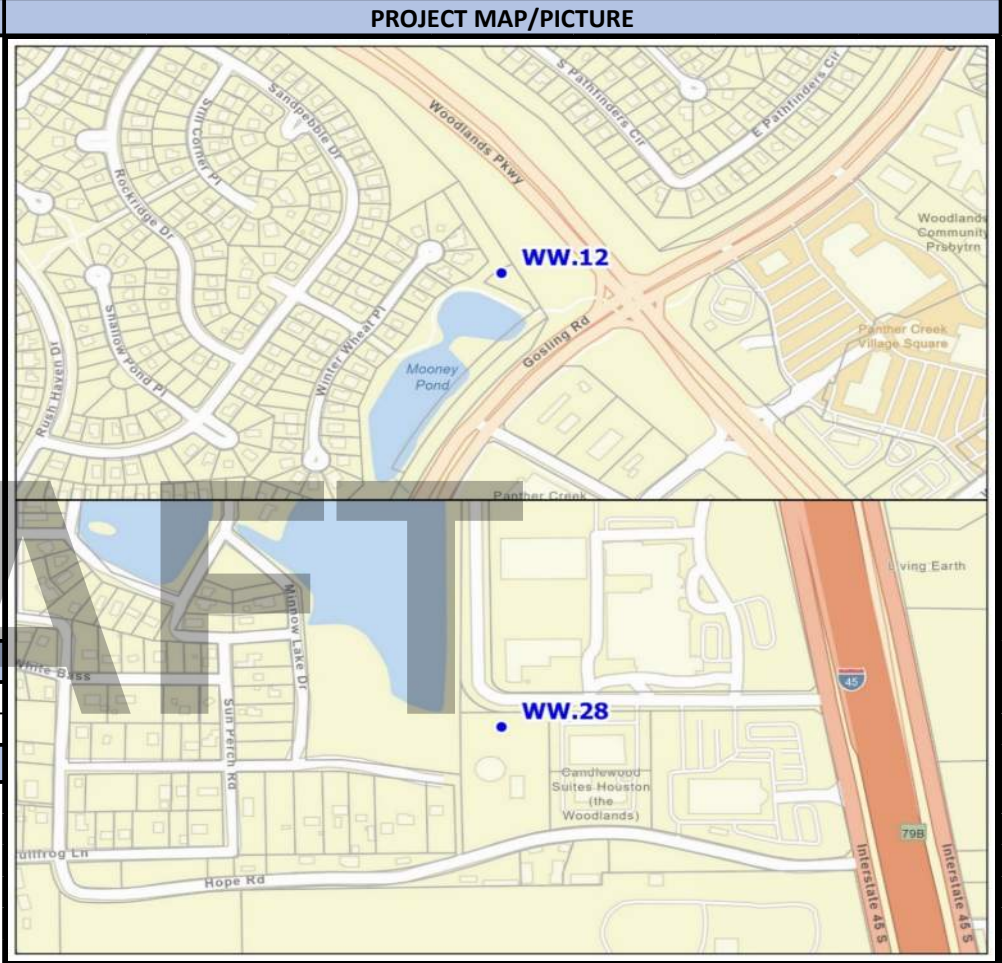 PROJECT MAP/PICTURE
S Pathfinders Cir
E Pathfinders Cir
Sandpebble Dr
Still Corner Pl
Woodlands Pkwy
Rockridge Dr
Woodlands
Community
Prsbytrn
WW.12
Shallow Pond Pl
Winter Wheat Pl
Gosling Rd
Panther Creek
Village Square
Rush Haven Dr
Mooney
Pond
Panther Creek
AFT
Living Earth
Minnow Lake Dr
White Bass
45
Sun Perch Rd
WW.28
Candlewood
Suites Houston
(the
Woodlands)
79B
ullfrog Ln
Hope Rd
Interstate 45 S
Interstate 45 S